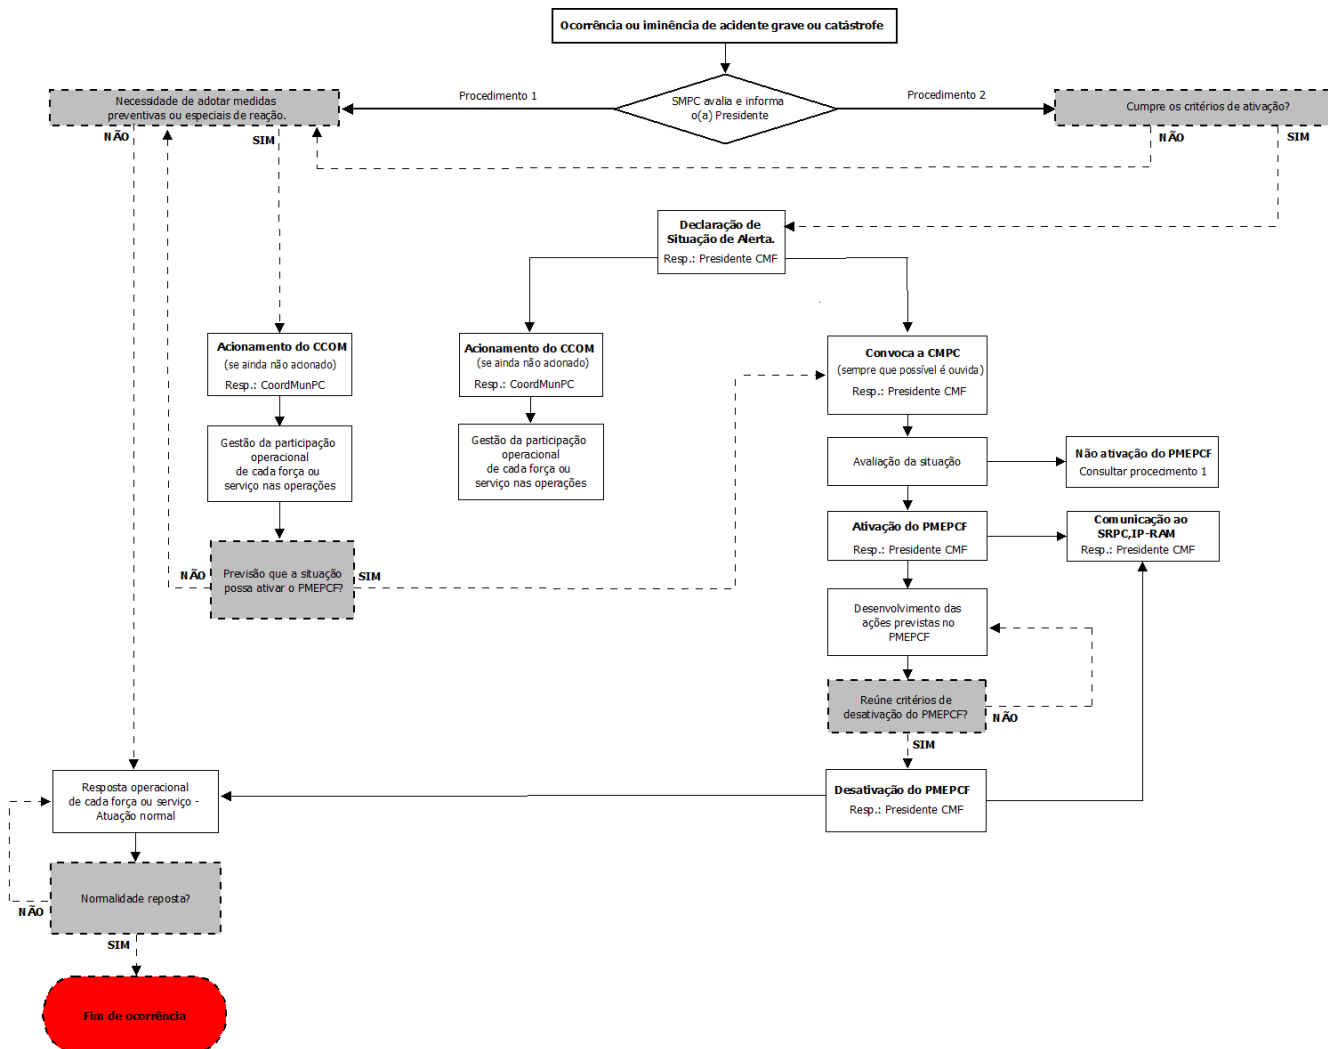 Ocorrência ou iminência de acidente grave ou catástrofe
Necessidade de adotar medidas
preventivas ou especiais de reação.
Procedimento 1
SMPC avalia e informa
o(a) Presidente
Procedimento 2
Cumpre os critérios de ativação?
NÃO
SIM
NÃO
SIM
Declaração de
Situação de Alerta.
Resp.: Presidente CMF
Acionamento do CCOM
(se ainda não acionado)
Resp.: CoordMunPC
Acionamento do CCOM
(se ainda não acionado)
Resp.: CoordMunPC
Convoca a CMPC
(sempre que possível é ouvida)
Resp.: Presidente CMF
Gestão da participação
operacional
de cada força ou
serviço nas operações
Gestão da participação
operacional
de cada força ou
serviço nas operações
Avaliação da situação
Não ativação do PMEPCF
Consultar procecimento 1
Ativação do PMEPCF
Resp.: Presidente CMF
Comunicação ao
SRPC,IP-RAM
Resp.: Presidente CMF
NÃO
Previsão que a situação
possa ativar o PMEPCF?
SIM
Desenvolvimento das
ações previstas no
PMEPCF
Reúne critérios de
desativação do PMEPCF?
NÃO
SIM
Resposta operacional
de cada força ou serviço -
Atuação normal
Desativação do PMEPCF
Resp.: Presidente CMF
Normalidade reposta?
NÃO
SIM
Fim de ocorrência